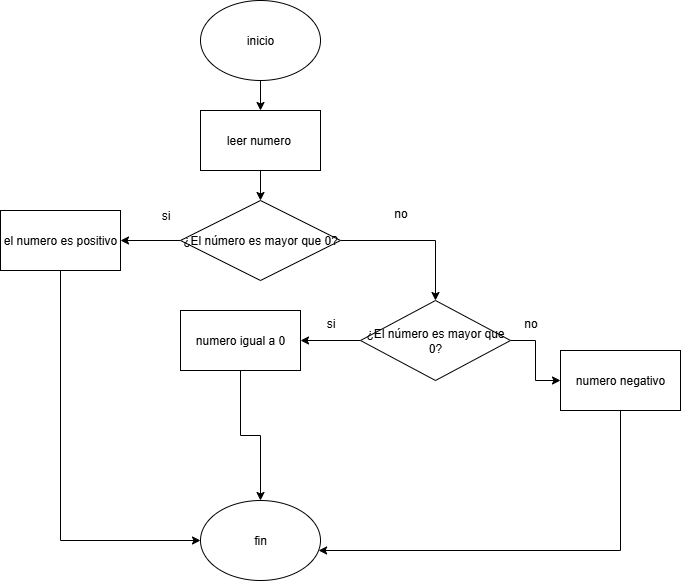 inicio
leer numero
si
no
el numero es positivo
¿El número es mayor que 0?
si
no
numero igual a 0
¿El número es mayor que
0?
numero negativo
fin